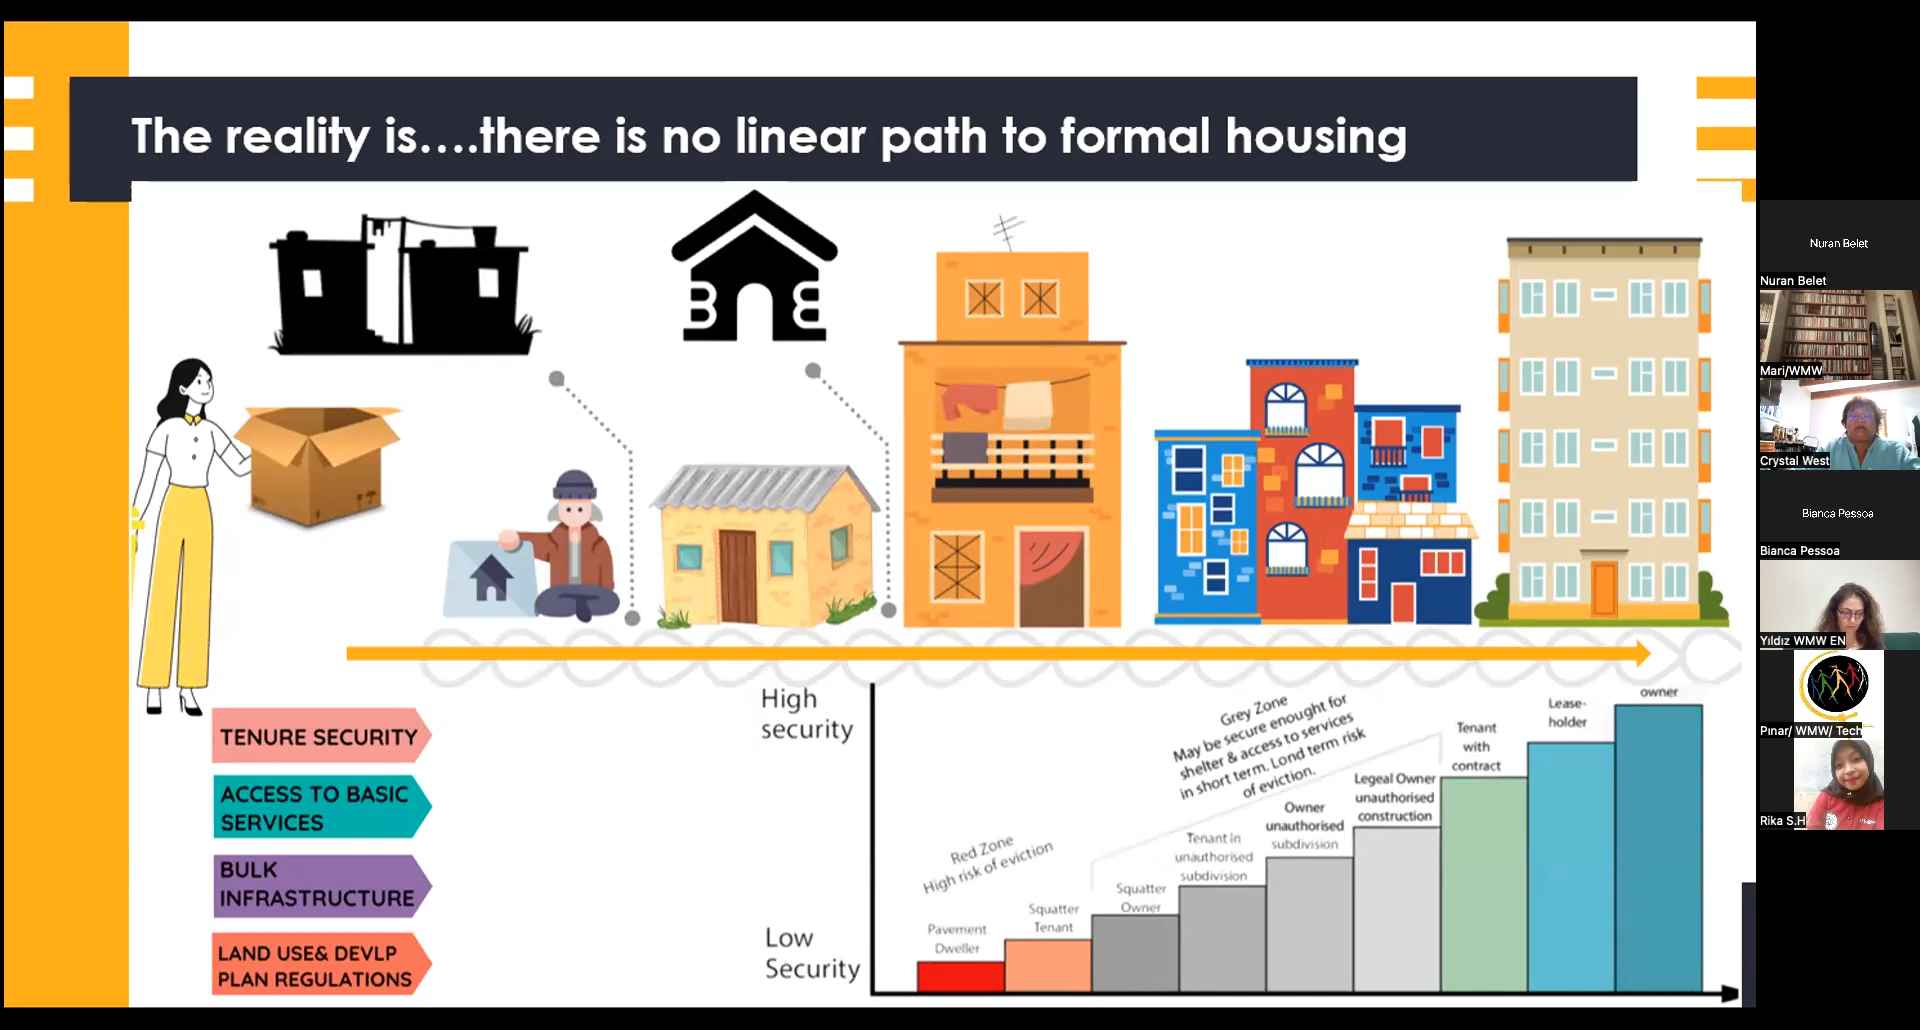 The reality is....there is no linear path to formal housing
TENURE SECURITY
ACCESS TO BASIC
SERVICES
BULK
INFRASTRUCTURE
LAND USE& DEVLP
PLAN REGULATIONS
High
security
Low
Security
Red Zone
High risk of eviction
Grey Zone
May be secure enought for
shelter & access to services
in short term. Lond term risk
of eviction.
Pavement
Dweller
Squatter
Tenant
Squatter
Owner
Tenant in
unauthorised
subdivision
Owner
unauthorised
subdivision
Legeal Owner
unauthorised
construction
Tenant
with
contract
Lease-
holder
owner
Nuran Belet
Nuran Belet
Mari/WMW
Crystal West
Bianca Pessoa
Bianca Pessoa
Yıldız WMW EN
Pınar/ WMW/ Tech
Rika S.H